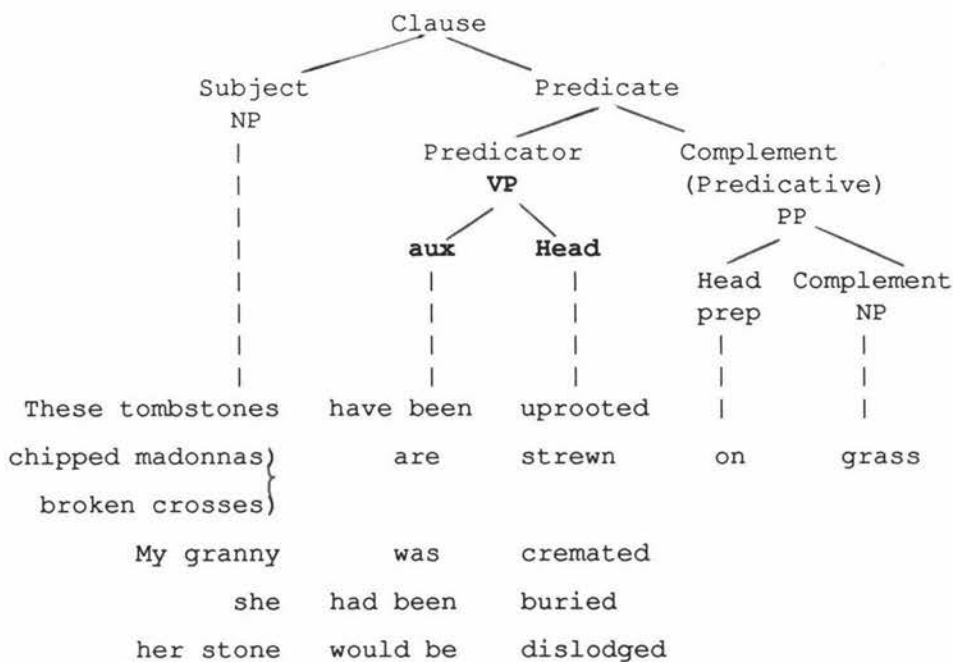 Clause
Subject Predicate
NP
Predicator Complement
VP (Predicative)
PP
aux Head
Head Complement
prep NP
These tombstones have been uprooted
chipped madonnas) are strewn on grass
broken crosses)
My granny was cremated
she had been buried
her stone would be dislodged